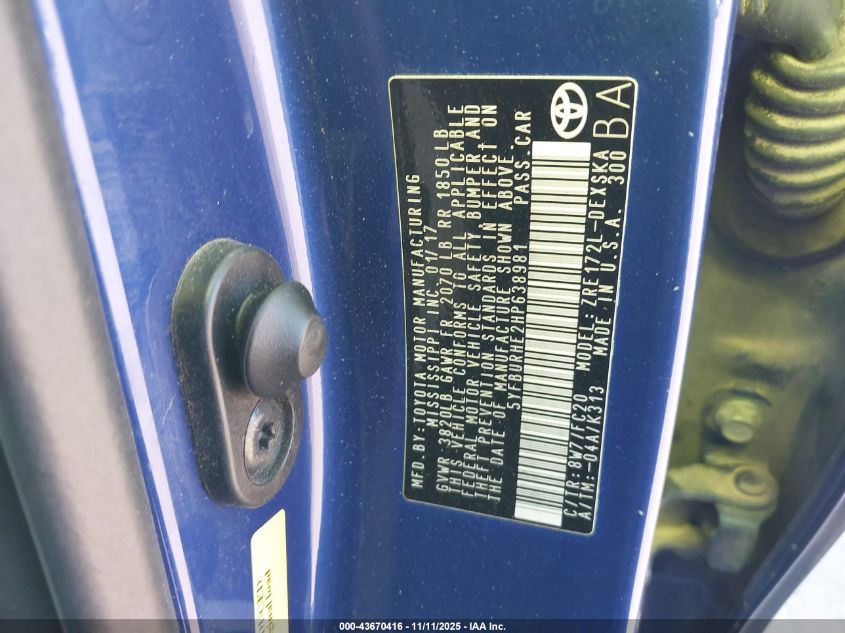 MFD. BY: TOYOTA MOTOR MANUFACTURING
MISSISSIPPI INC. 01/17
GVWR 3820LB GAWR FR 2070 LB RR 1850LB
THIS VEHICLE CONFORMS TO ALL APPLICABLE
FEDERAL MOTOR VEHICLE SAFETY, BUMPER, AND
THEFT PREVENTION STANDARDS IN EFFECT ON
THE DATE OF MANUFACTURE SHOWN ABOVE.
5YFBURHE2HP638981 PASS. CAR
C/TR: 8W7/FC20 MODEL: ZRE172L-DEXSKA
A/TM: -04A/K313 MADE IN U.S.A. 300
BA
000-43670416 - 11/11/2025 - IAA Inc.